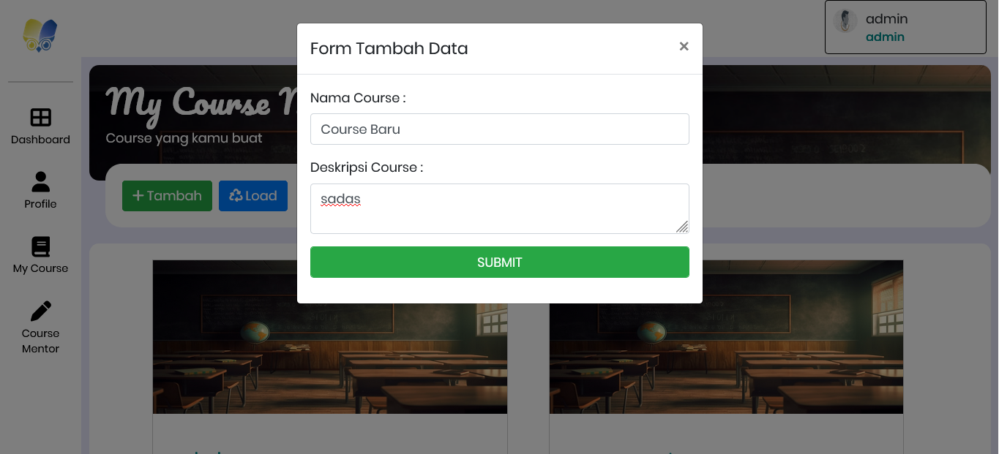 admin
admin
Form Tambah Data
×
My Course
Course yang kamu buat
Nama Course :
Course Baru
Deskripsi Course :
sadas
SUBMIT
Tambah
Load
Dashboard
Profile
My Course
Course
Mentor